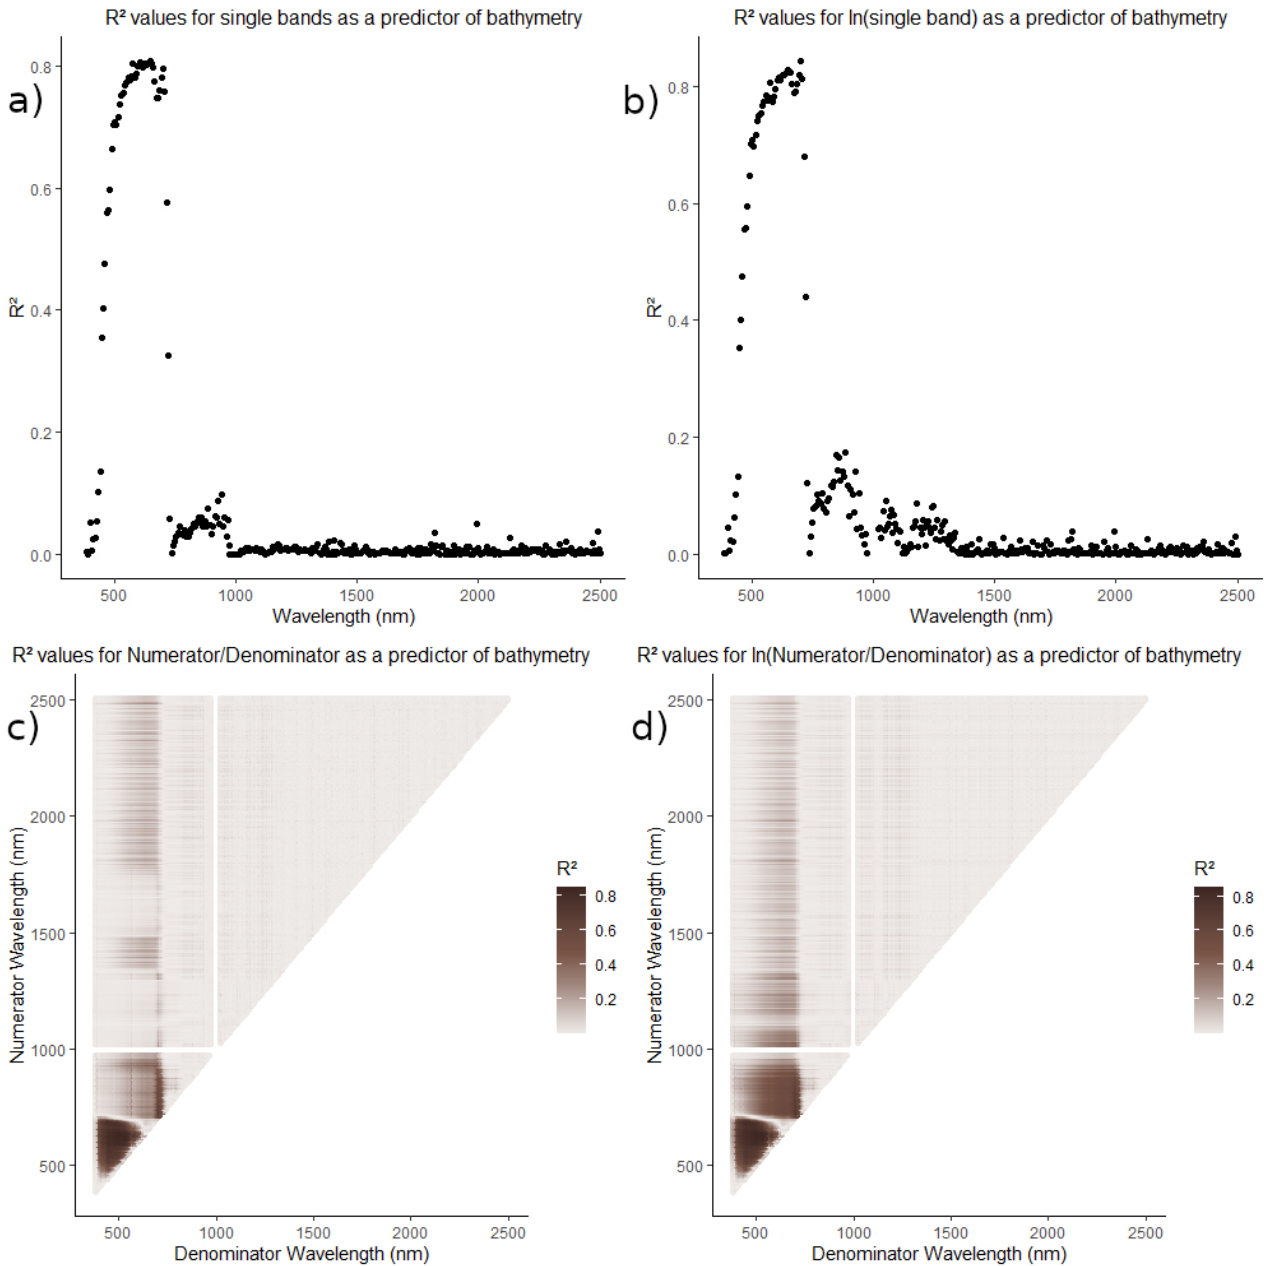 R² values for single bands as a predictor of bathymetry
a)
0.8
0.6
0.4
0.2
0.0
R²
500 1000 1500 2000 2500
Wavelength (nm)
R² values for ln(single band) as a predictor of bathymetry
b)
0.8
0.6
0.4
0.2
0.0
R²
500 1000 1500 2000 2500
Wavelength (nm)
R² values for Numerator/Denominator as a predictor of bathymetry
c)
2500
2000
1500
1000
500
Numerator Wavelength (nm)
500 1000 1500 2000 2500
Denominator Wavelength (nm)
R²
0.8
0.6
0.4
0.2
R² values for ln(Numerator/Denominator) as a predictor of bathymetry
d)
2500
2000
1500
1000
500
Numerator Wavelength (nm)
500 1000 1500 2000 2500
Denominator Wavelength (nm)
R²
0.8
0.6
0.4
0.2